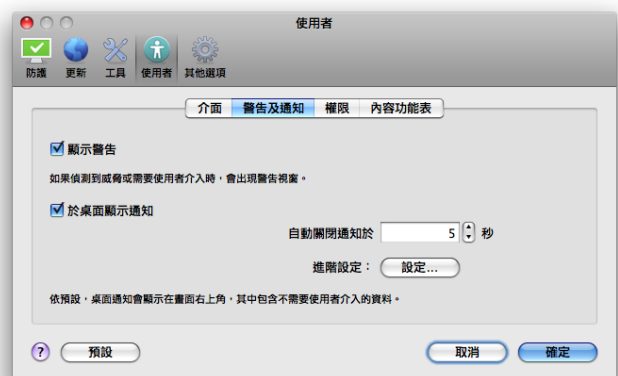 使用者
防護 更新 工具 使用者 其他選項
介面 警告及通知 權限 內容功能表
顯示警告
如果偵測到威脅或需要使用者介入時，會出現警告視窗。
於桌面顯示通知
自動關閉通知於 5 秒
進階設定： 設定...
依預設，桌面通知會顯示在畫面右上角，其中包含不需要使用者介入的資料。
? 預設 取消 確定